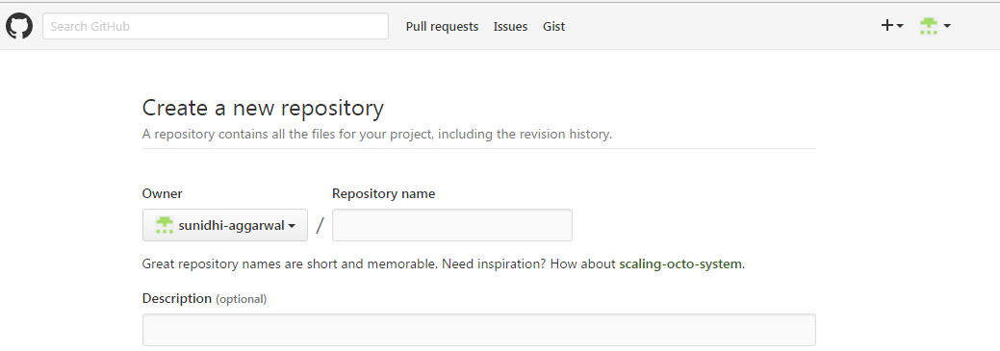 Search GitHub Pull requests Issues Gist
Create a new repository
A repository contains all the files for your project, including the revision history.
Owner Repository name
sunidhi-aggarwal /
Great repository names are short and memorable. Need inspiration? How about scaling-octo-system.
Description (optional)